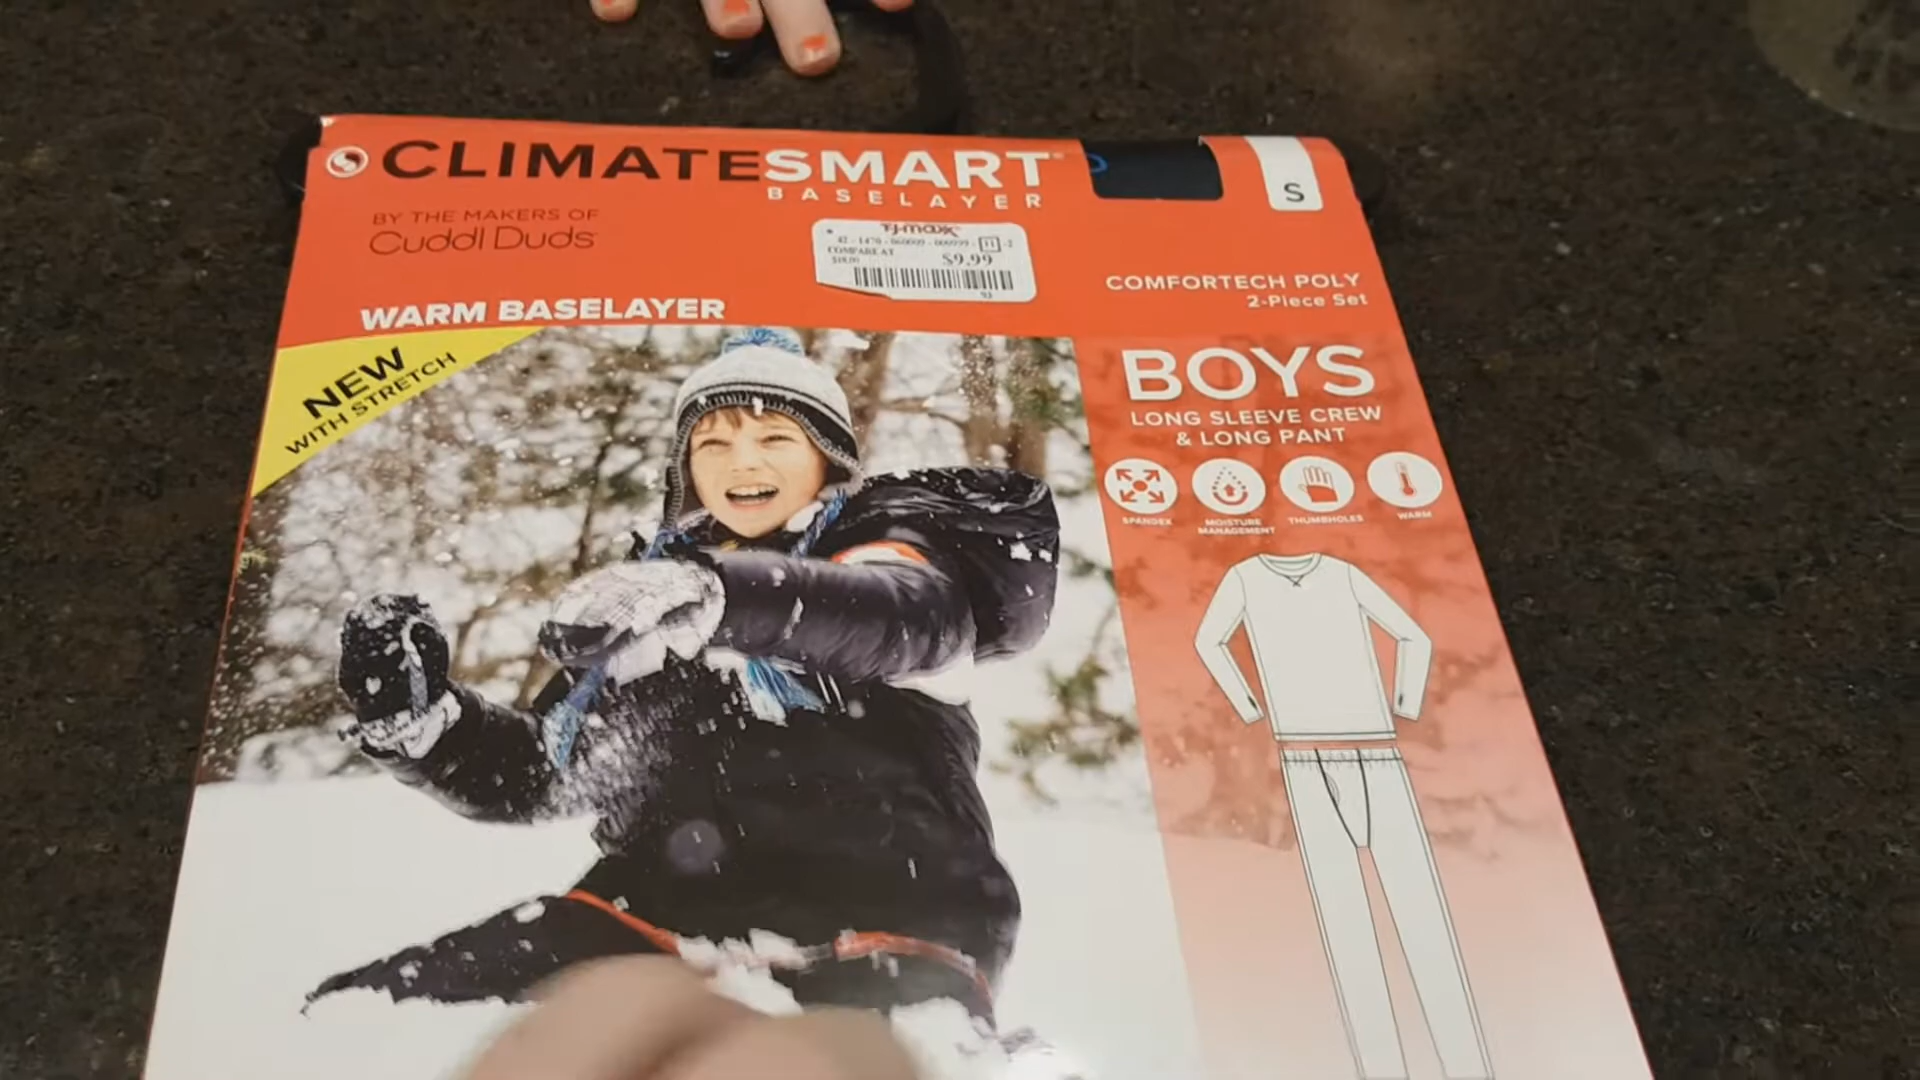 CLIMATESMART
BASELAYER
BY THE MAKERS OF
Cuddl Duds
WARM BASELAYER
NEW
WITH STRETCH
T·J·maxx
COMPARE AT
$9.99
93
S
COMFORTECH POLY
2-Piece Set
BOYS
LONG SLEEVE CREW
& LONG PANT
SPANDEX
MOISTURE
MANAGEMENT
THUMBHOLES
WARM